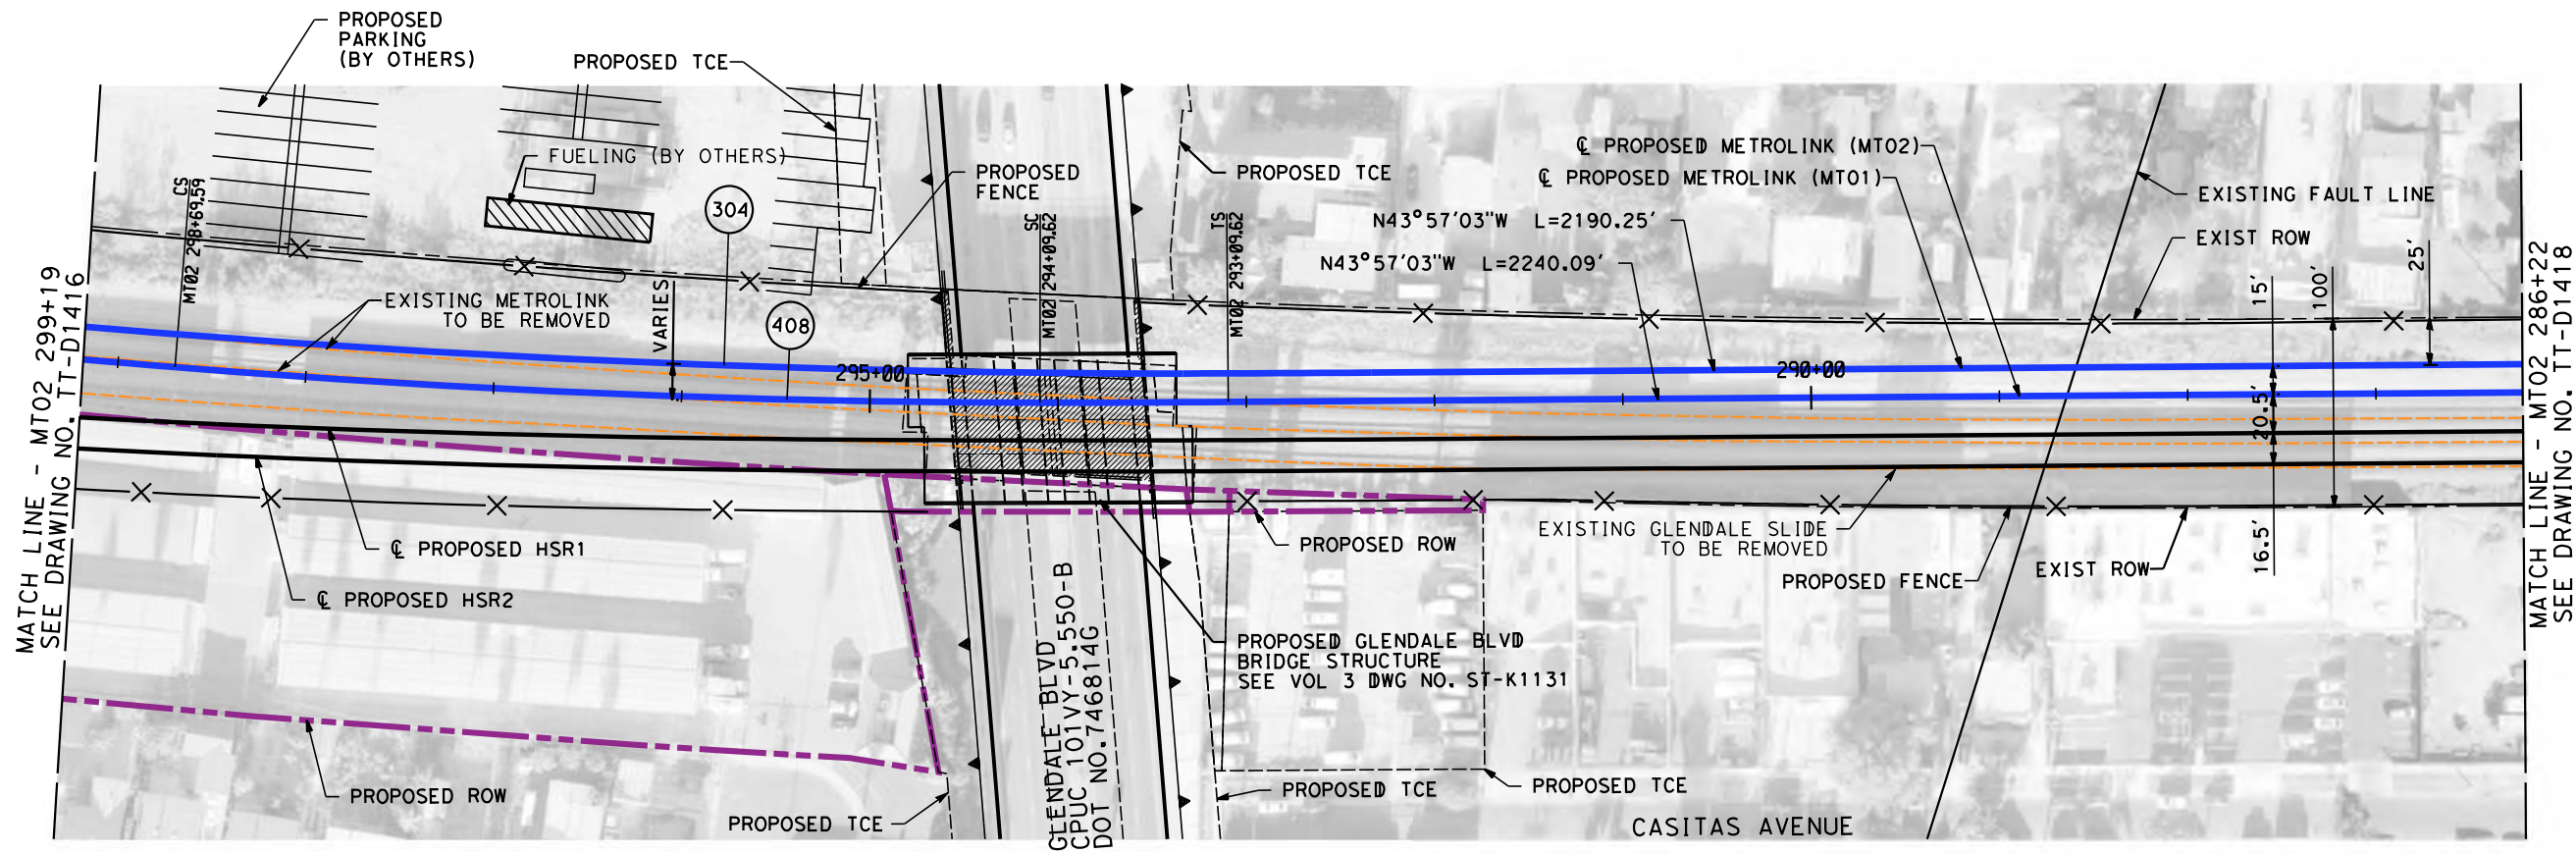 PROPOSED
PARKING
(BY OTHERS)
PROPOSED TCE
FUELING (BY OTHERS)
PROPOSED
FENCE
PROPOSED TCE
℄ PROPOSED METROLINK (MT02)
℄ PROPOSED METROLINK (MT01)
N43°57'03"W L=2190.25'
N43°57'03"W L=2240.09'
EXISTING FAULT LINE
EXIST ROW
25'
15'
100'
20.5'
16.5'
CS
MT02 298+69.59
304
408
SC
MT02 294+09.62
TS
MT02 293+09.62
EXISTING METROLINK
TO BE REMOVED
VARIES
295+00
290+00
MATCH LINE - MT02 299+19
SEE DRAWING NO. TT-D1416
MATCH LINE - MT02 286+22
SEE DRAWING NO. TT-D1418
℄ PROPOSED HSR1
℄ PROPOSED HSR2
PROPOSED ROW
EXISTING GLENDALE SLIDE
TO BE REMOVED
PROPOSED FENCE
EXIST ROW
PROPOSED GLENDALE BLVD
BRIDGE STRUCTURE
SEE VOL 3 DWG NO. ST-K1131
GLENDALE BLVD
CPUC 101VY-5.550-B
DOT NO.746814G
PROPOSED ROW
PROPOSED TCE
PROPOSED TCE
PROPOSED TCE
CASITAS AVENUE